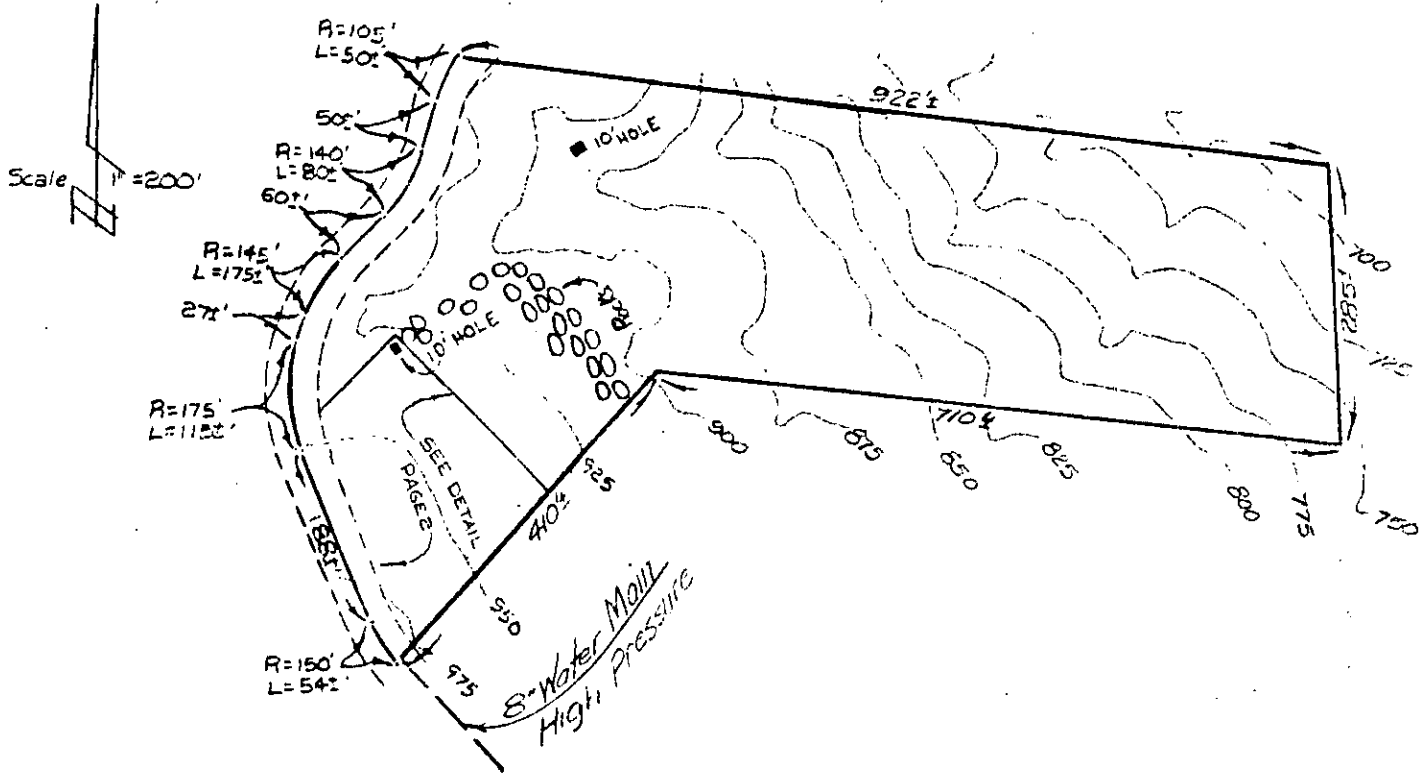 R=105'
L=50±
922±
50±'
10' HOLE
R=140'
L=80±
Scale 1" =200'
60±'
R=145'
L=175±
27±'
Rocks
10' HOLE
700
285±'
725
R=175'
L=118±'
710±
900
875
850
825
800
775
750
SEE DETAIL
PAGE 2
925
410±
188±'
950
975
R=150'
L=54±'
8" Water Main
High Pressure